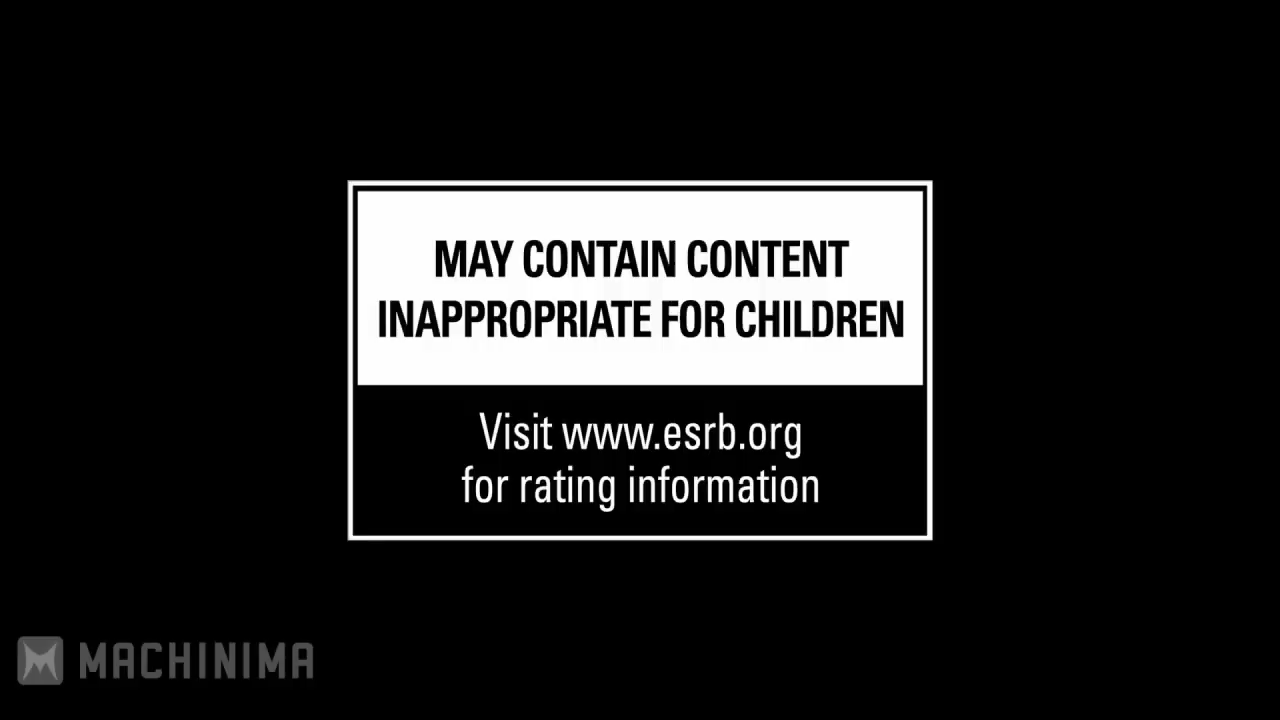 MAY CONTAIN CONTENT
INAPPROPRIATE FOR CHILDREN
Visit www.esrb.org
for rating information
MACHINIMA